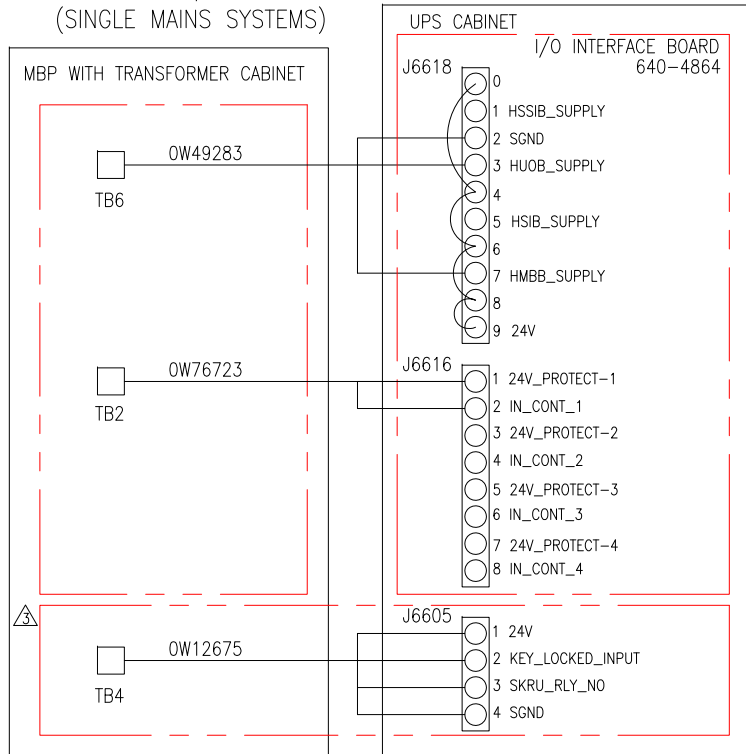 (SINGLE MAINS SYSTEMS)
UPS CABINET
I/O INTERFACE BOARD
640-4864
MBP WITH TRANSFORMER CABINET
J6618
0
1 HSSIB_SUPPLY
2 SGND
0W49283
3 HUOB_SUPPLY
TB6
4
5 HSIB_SUPPLY
6
7 HMBB_SUPPLY
8
9 24V
J6616
0W76723
1 24V_PROTECT-1
TB2
2 IN_CONT_1
3 24V_PROTECT-2
4 IN_CONT_2
5 24V_PROTECT-3
6 IN_CONT_3
7 24V_PROTECT-4
8 IN_CONT_4
3
J6605
1 24V
0W12675
2 KEY_LOCKED_INPUT
TB4
3 SKRU_RLY_NO
4 SGND